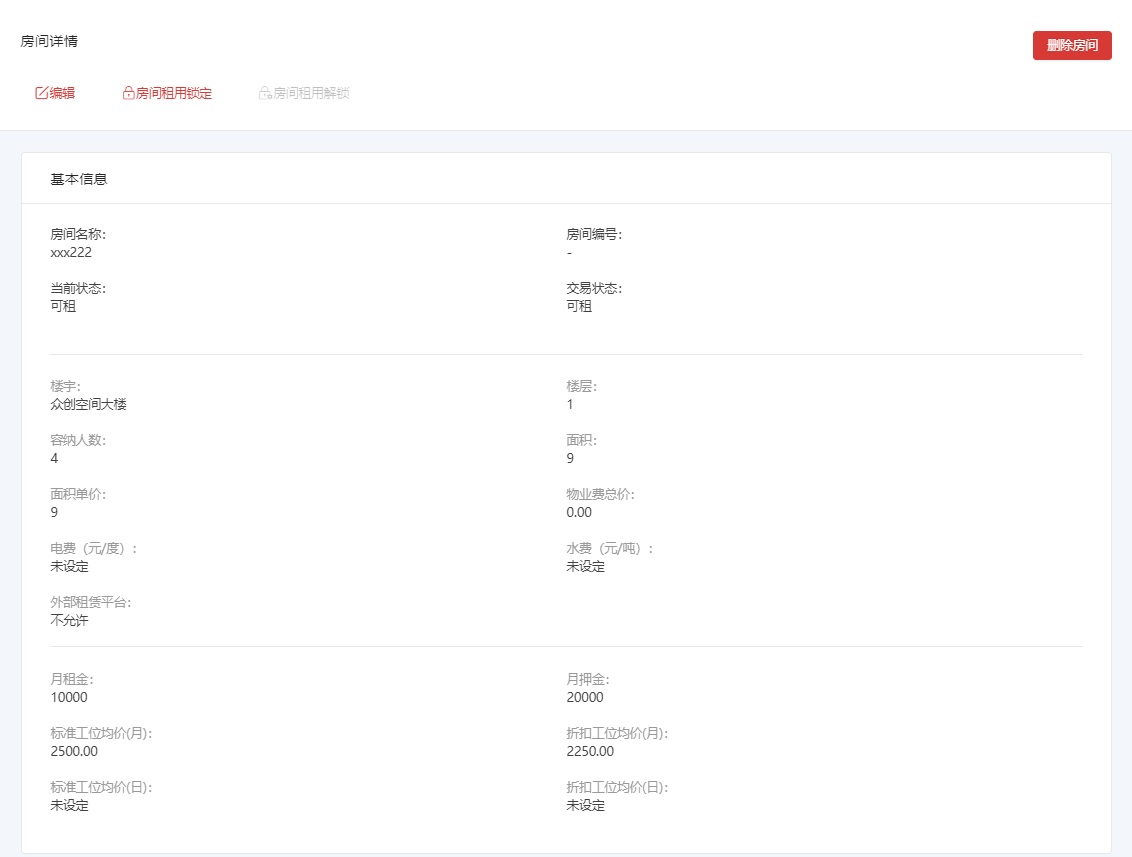 房间详情
删除房间
编辑 房间租用锁定 房间租用解锁
基本信息
房间名称: 房间编号:
xxx222 -
当前状态: 交易状态:
可租 可租
楼宇: 楼层:
众创空间大楼 1
容纳人数: 面积:
4 9
面积单价: 物业费总价:
9 0.00
电费（元/度）: 水费（元/吨）:
未设定 未设定
外部租赁平台:
不允许
月租金: 月押金:
10000 20000
标准工位均价(月): 折扣工位均价(月):
2500.00 2250.00
标准工位均价(日): 折扣工位均价(日):
未设定 未设定